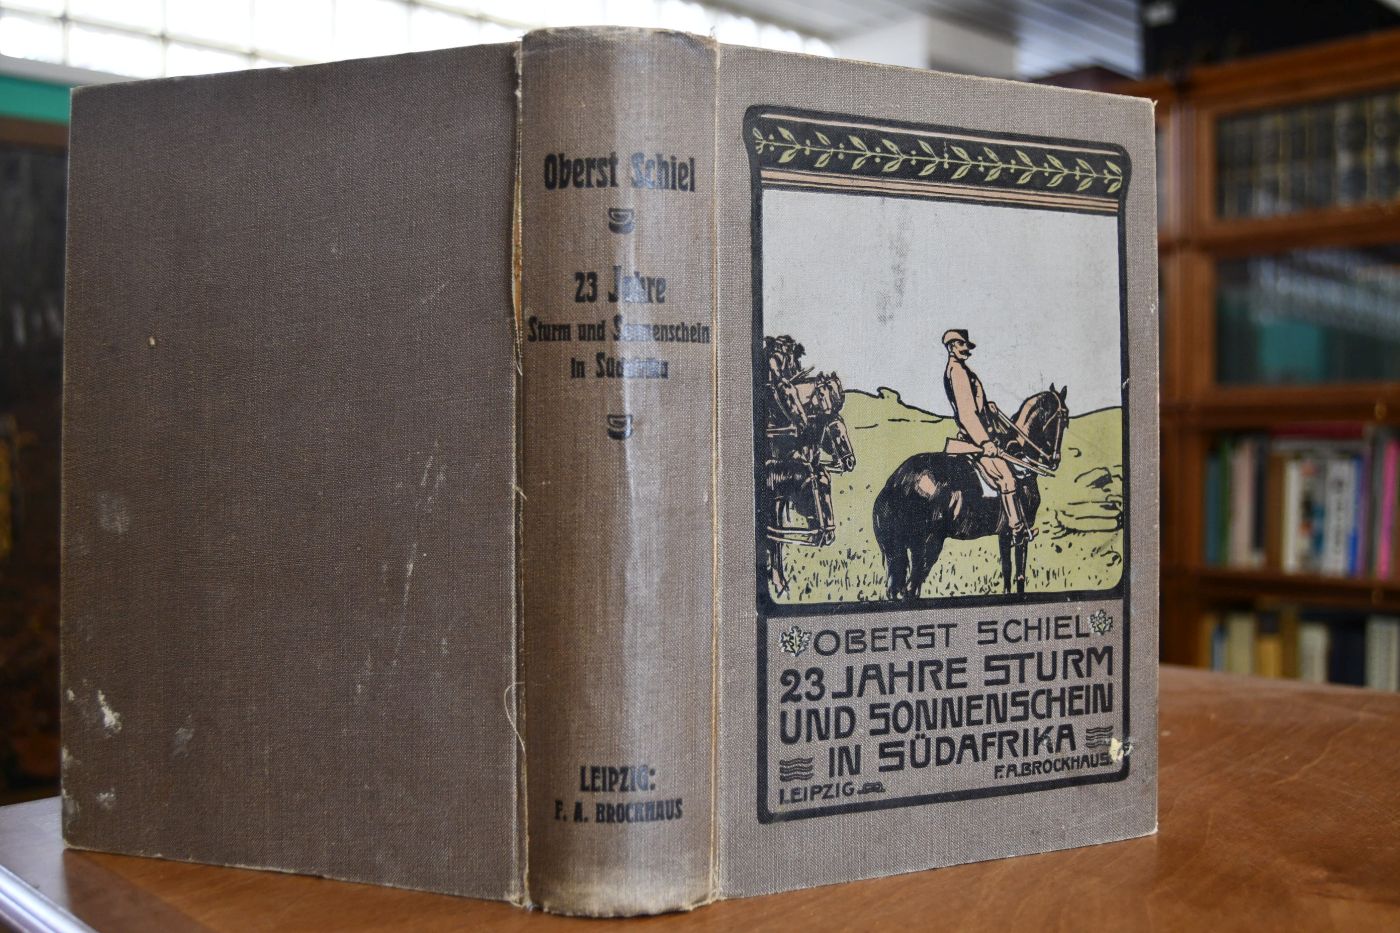 Oberst Schiel
23 Jahre
Sturm und Sonnenschein
in Südafrika
LEIPZIG:
F. A. BROCKHAUS
OBERST SCHIEL
23 JAHRE STURM
UND SONNENSCHEIN
IN SÜDAFRIKA
F. A. BROCKHAUS.
LEIPZIG